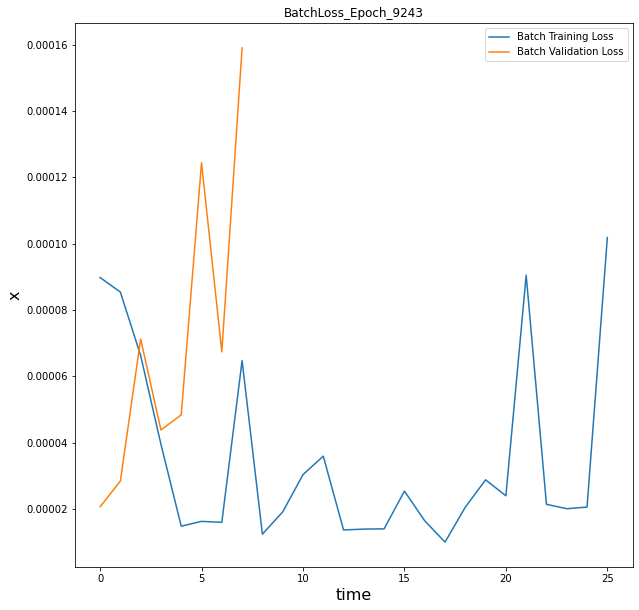 BatchLoss_Epoch_9243
Batch Training Loss
Batch Validation Loss
0.00016
0.00014
0.00012
0.00010
0.00008
0.00006
0.00004
0.00002
x
0 5 10 15 20 25
time